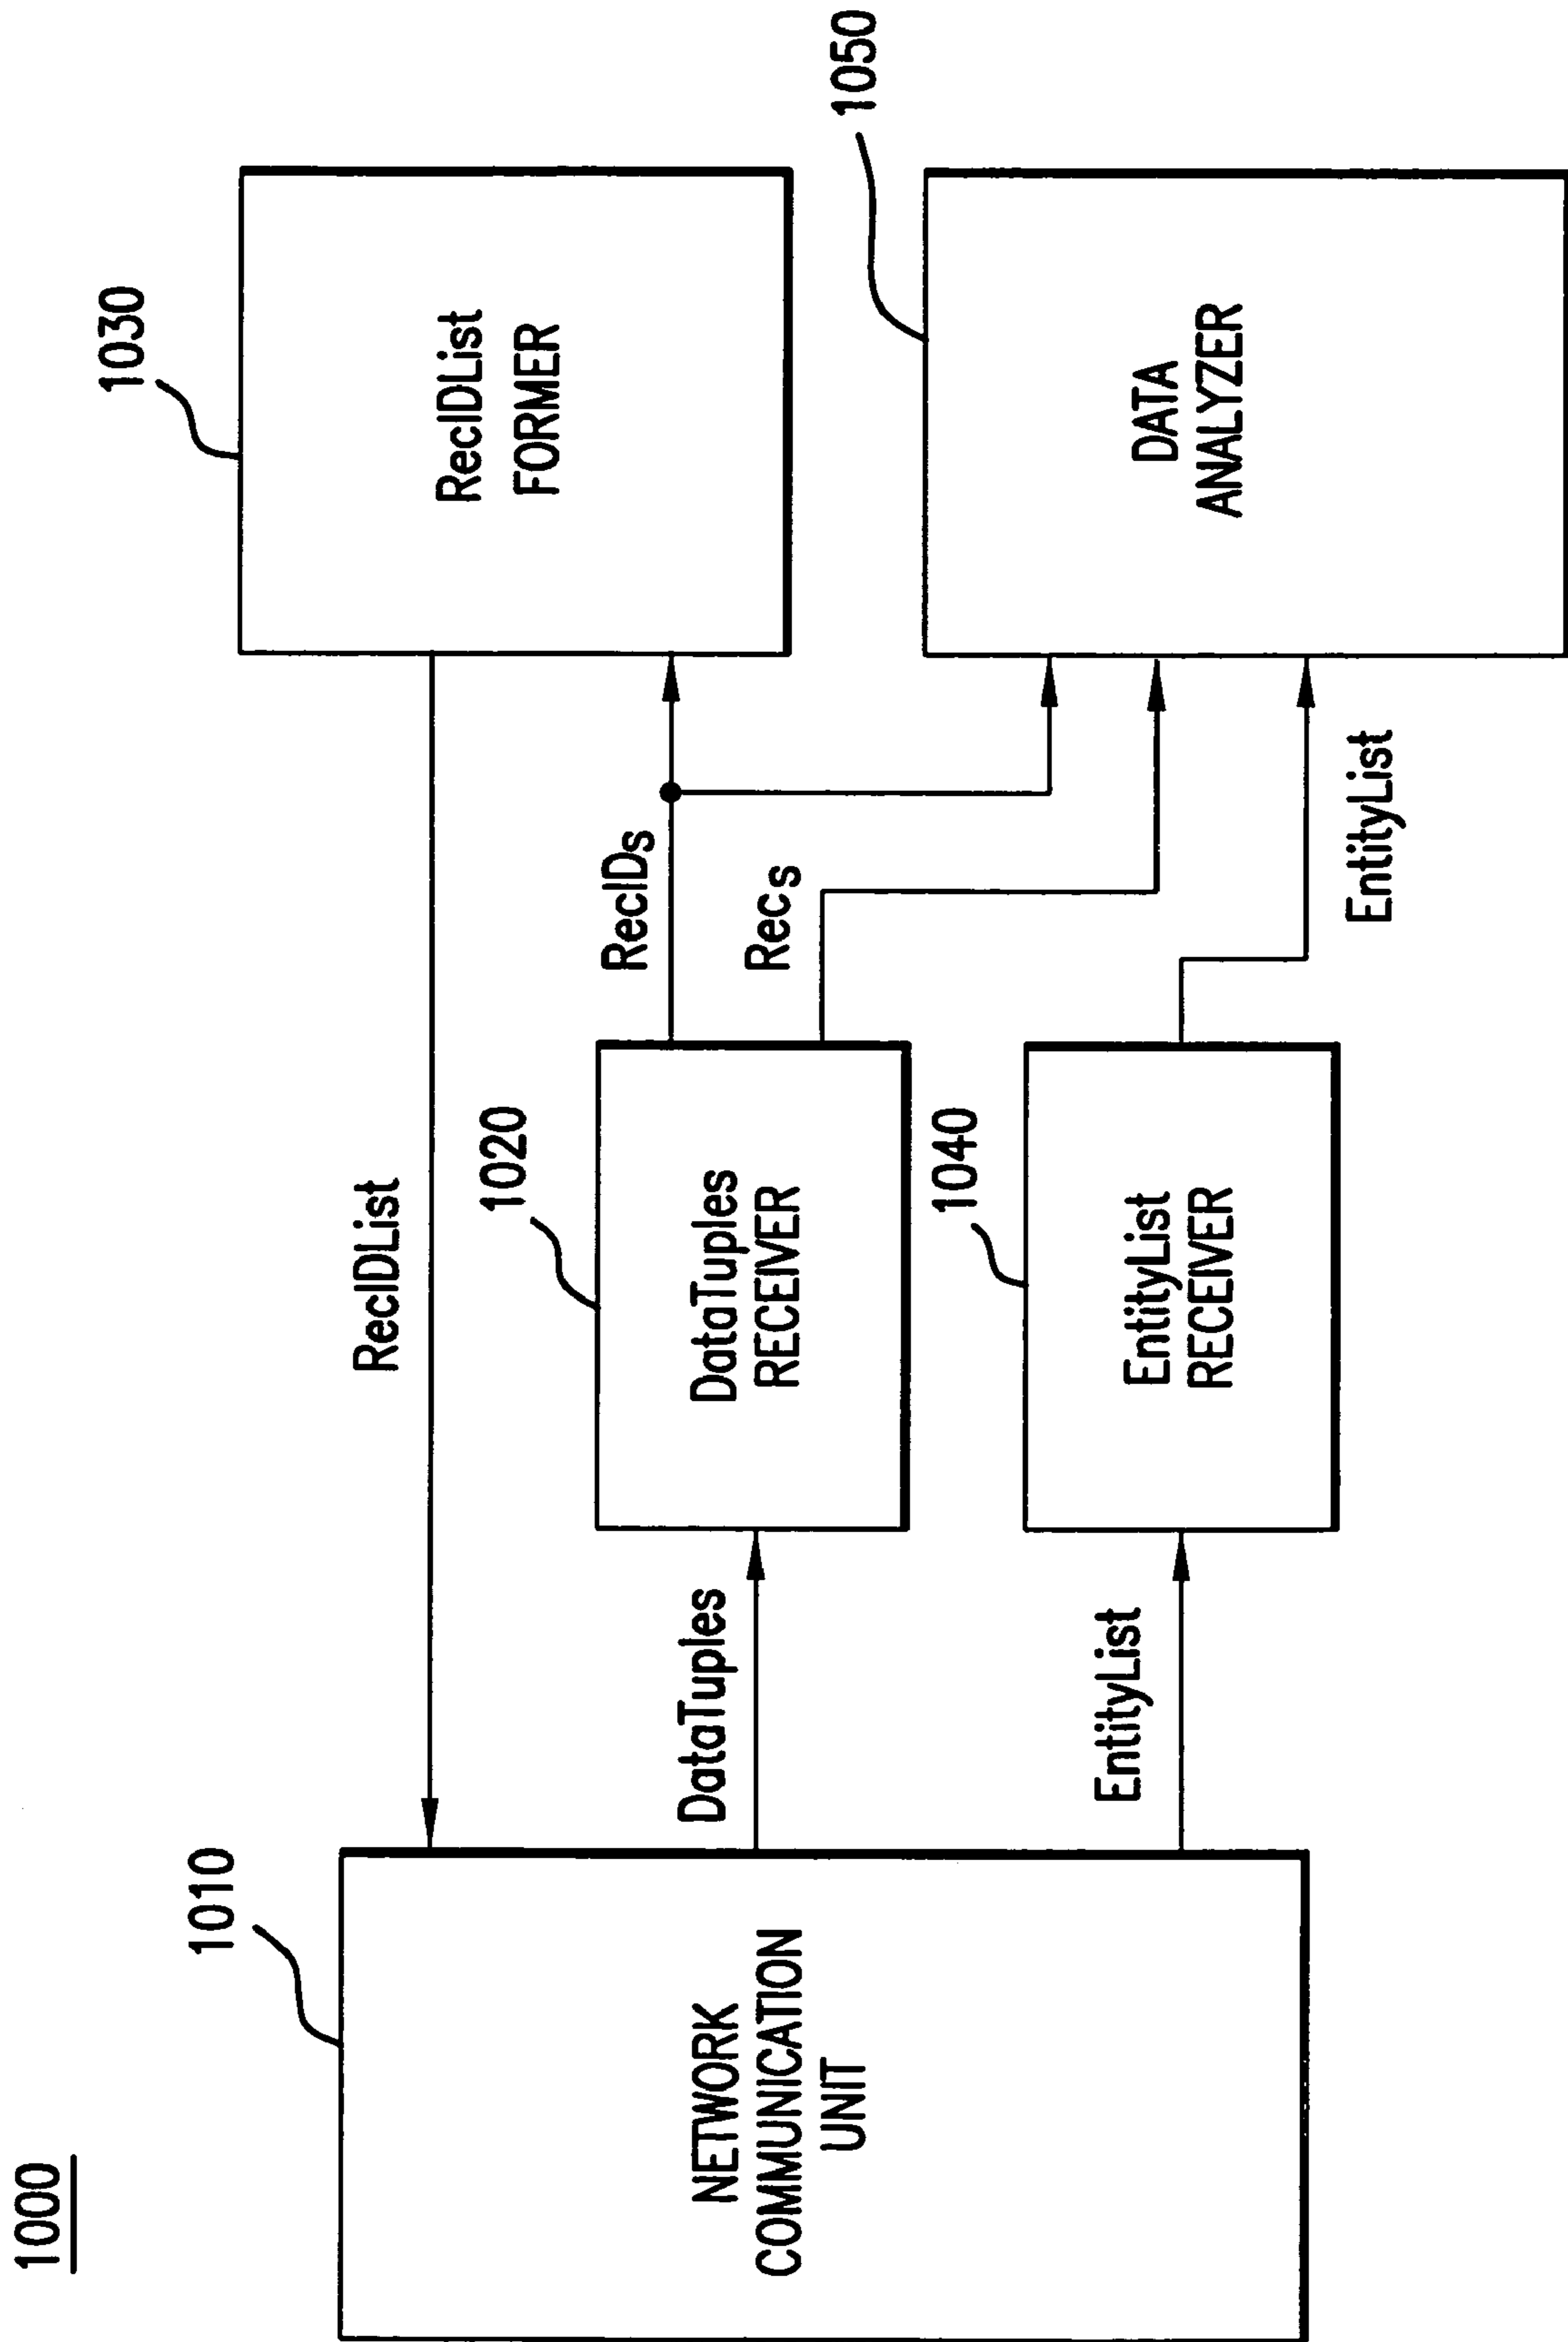 1000
1010
NETWORK
COMMUNICATION
UNIT
RecIDList
DataTuples
EntityList
1020
DataTuples
RECEIVER
1040
EntityList
RECEIVER
RecIDs
Recs
EntityList
1030
RecIDList
FORMER
1050
DATA
ANALYZER